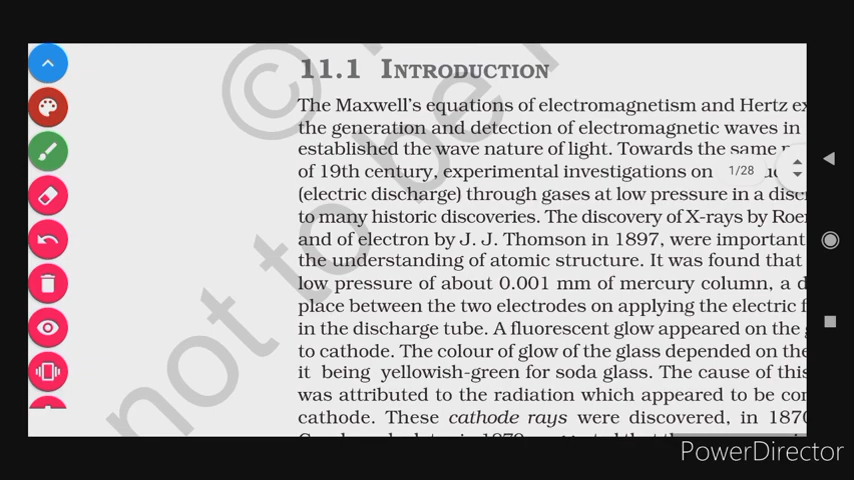 11.1 INTRODUCTION
The Maxwell's equations of electromagnetism and Hertz
the generation and detection of electromagnetic waves in
established the wave nature of light. Towards the same
of 19th century, experimental investigations on
1/28
(electric discharge) through gases at low pressure in a
to many historic discoveries. The discovery of X-rays by
and of electron by J. J. Thomson in 1897, were important
the understanding of atomic structure. It was found that
low pressure of about 0.001 mm of mercury column, a
place between the two electrodes on applying the electric
in the discharge tube. A fluorescent glow appeared on the
to cathode. The colour of glow of the glass depended on the
it being yellowish-green for soda glass. The cause of this
was attributed to the radiation which appeared to be
cathode. These cathode rays were discovered, in 1870
©
not to be
PowerDirector